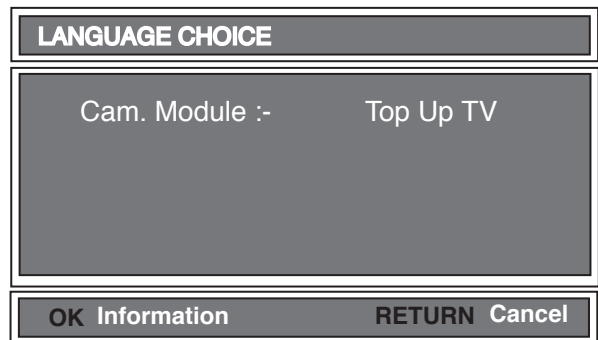 LANGUAGE CHOICE
Cam. Module :- Top Up TV
OK Information RETURN Cancel